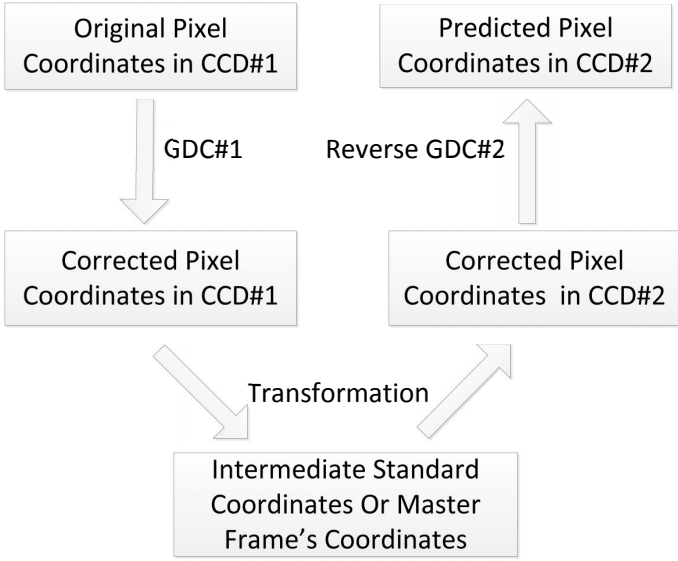 Original Pixel
Coordinates in CCD#1
Predicted Pixel
Coordinates in CCD#2
GDC#1
Reverse GDC#2
Corrected Pixel
Coordinates in CCD#1
Corrected Pixel
Coordinates in CCD#2
Transformation
Intermediate Standard
Coordinates Or Master
Frame's Coordinates